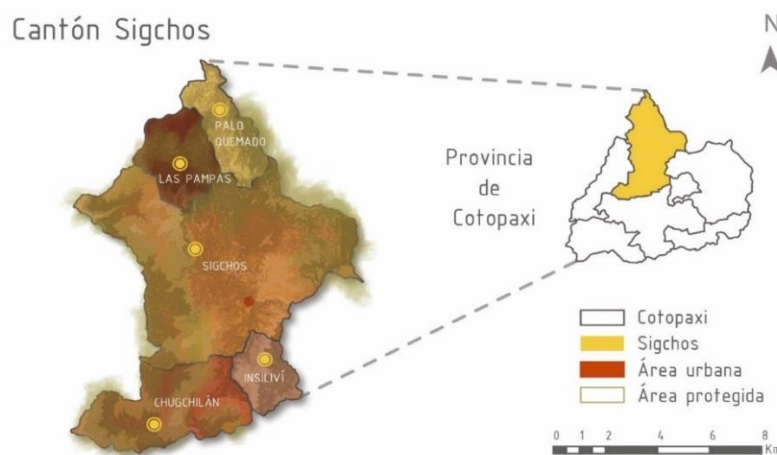 Cantón Sigchos
N
PALO
QUEMADO
LAS PAMPAS
Provincia
de
Cotopaxi
SIGCHOS
INSILIVÍ
CHUGCHILÁN
Cotopaxi
Sigchos
Área urbana
Área protegida
0 1 2 4 6 8
Km